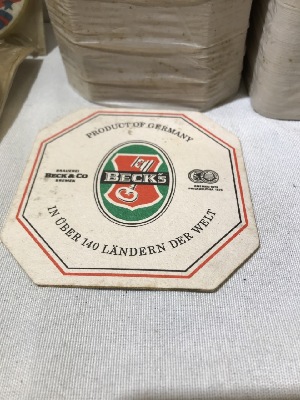 PRODUCT OF GERMANY
BRAUEREI
BECK & CO
BREMEN
BECK'S
IN ÜBER 140 LÄNDERN DER WELT